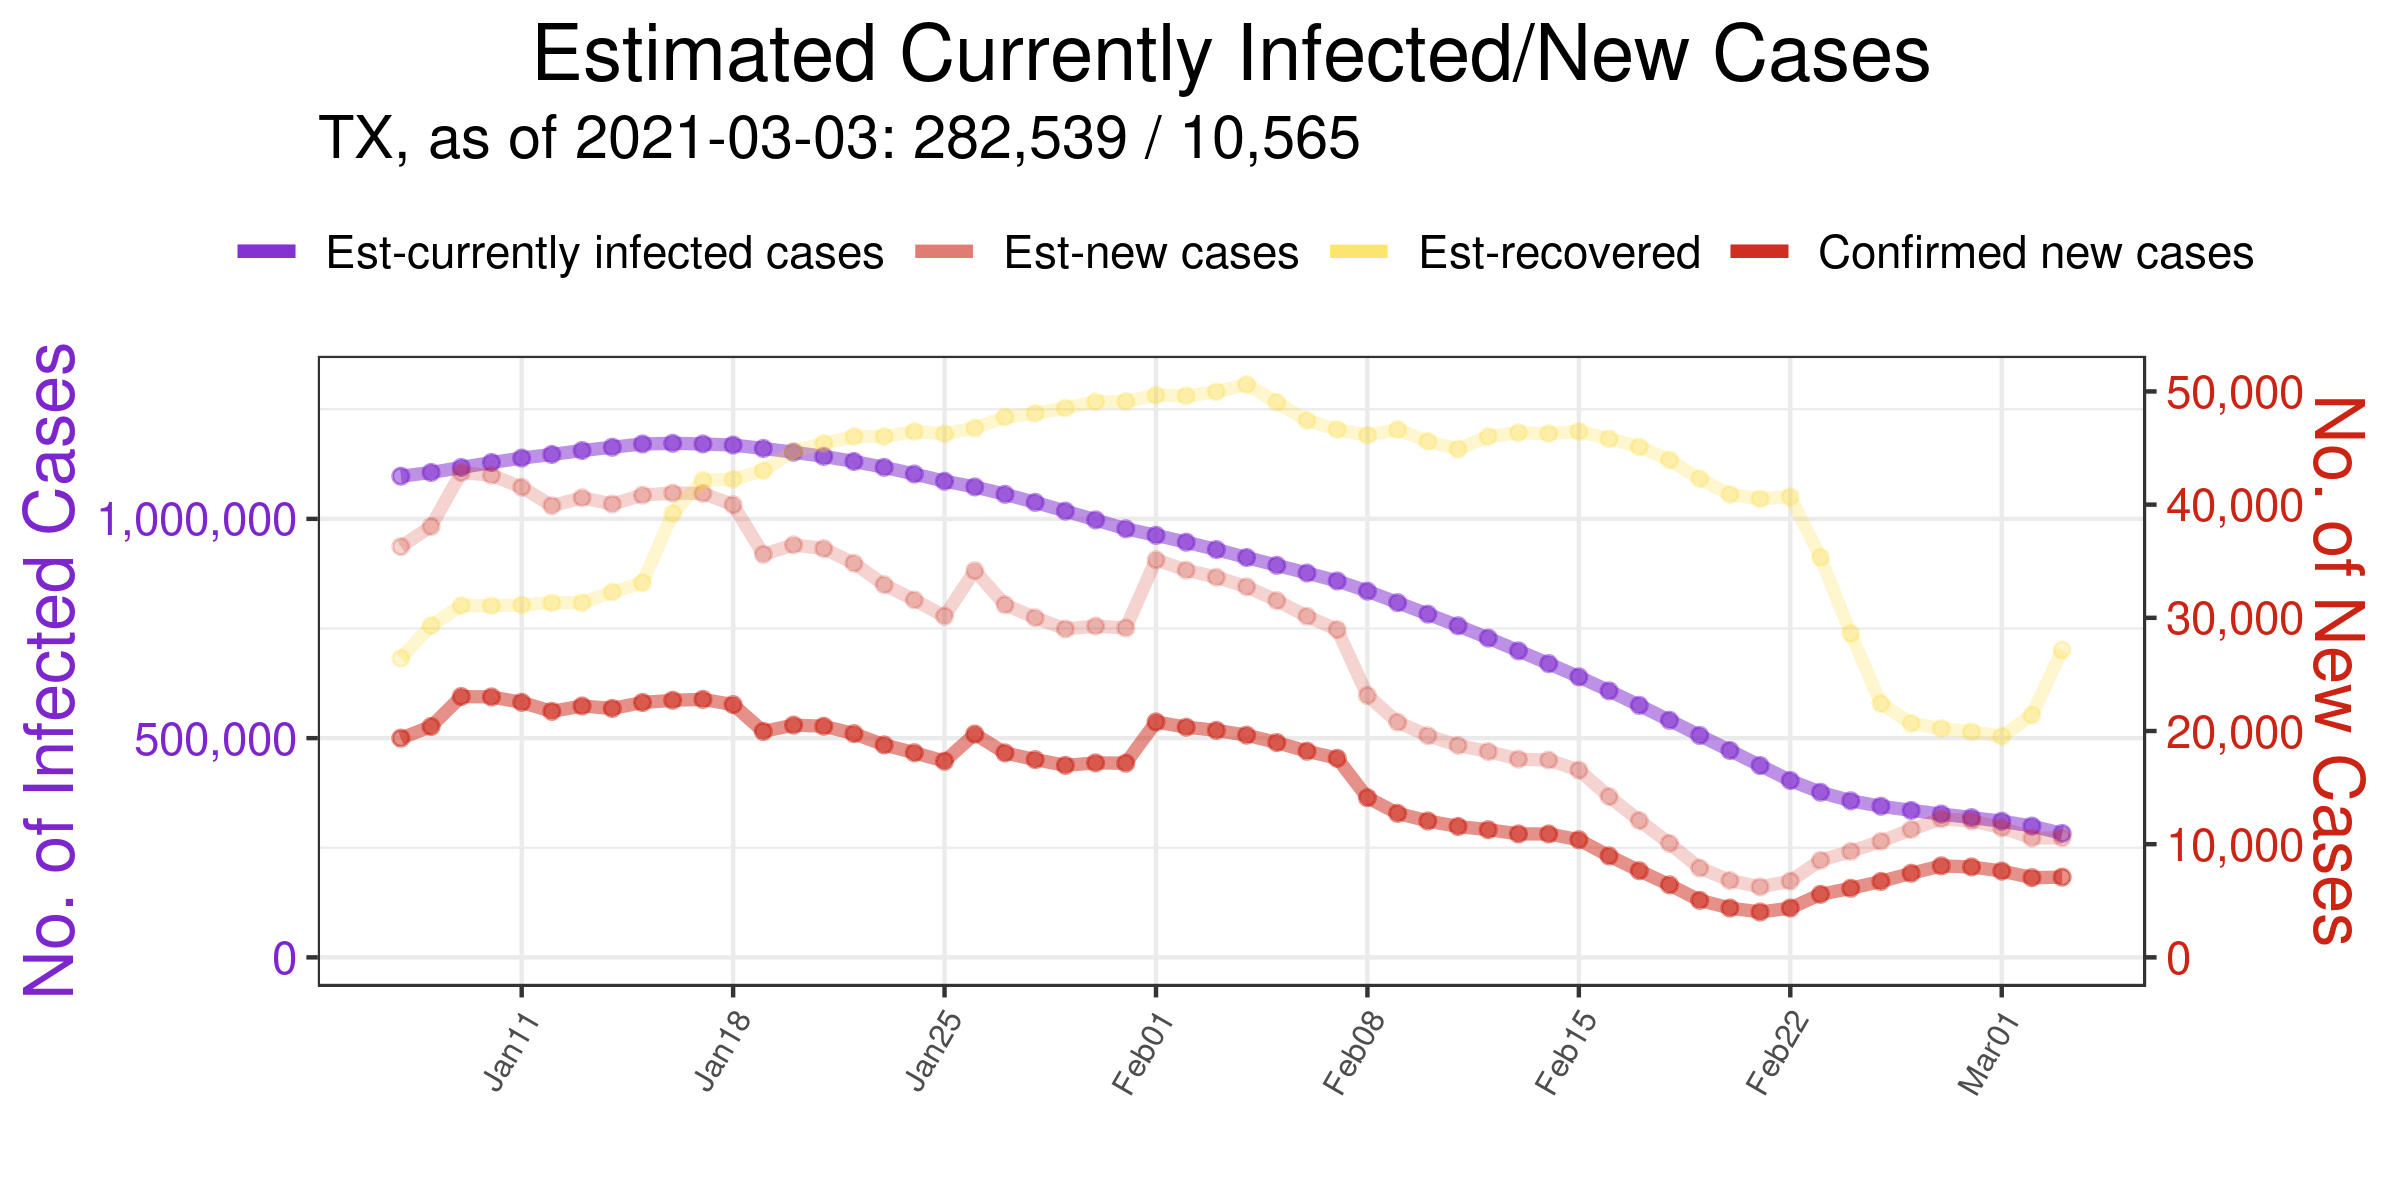 Estimated Currently Infected/New Cases
TX, as of 2021-03-03: 282,539 / 10,565
Est-currently infected cases Est-new cases Est-recovered Confirmed new cases
No. of Infected Cases
1,000,000
500,000
0
50,000
40,000
30,000
20,000
10,000
0
No. of New Cases
Jan11 Jan18 Jan25 Feb01 Feb08 Feb15 Feb22 Mar01